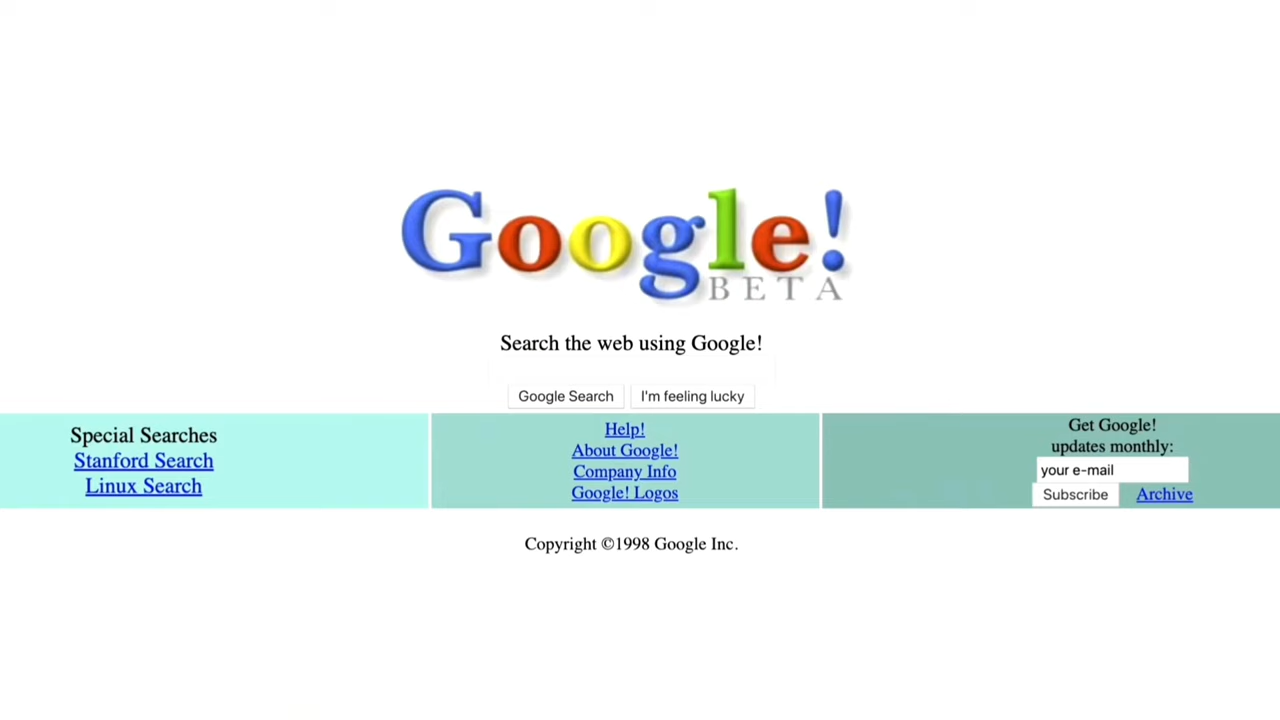 Google!
BETA
Search the web using Google!
Google Search I'm feeling lucky
Special Searches
Stanford Search
Linux Search
Help!
About Google!
Company Info
Google! Logos
Get Google!
updates monthly:
your e-mail
Subscribe Archive
Copyright ©1998 Google Inc.